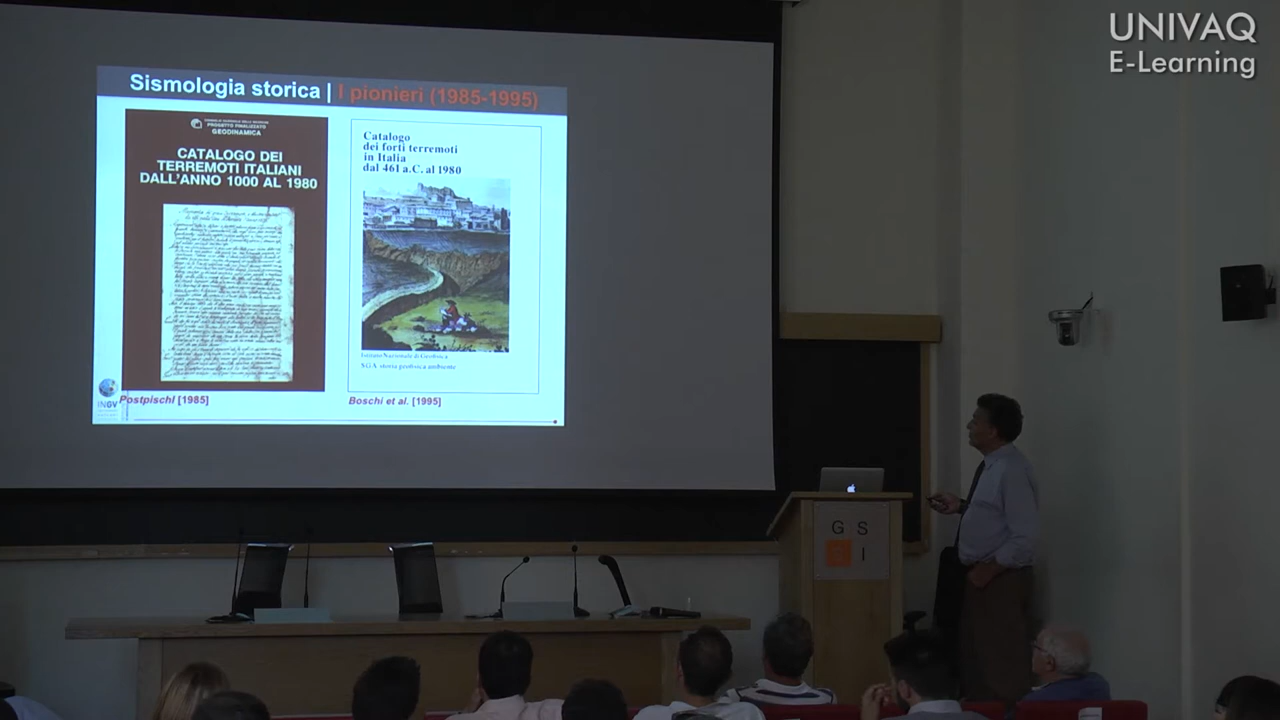 UNIVAQ
E-Learning
Sismologia storica | I pionieri (1985-1995)
PROGETTO FINALIZZATO
GEODINAMICA
CATALOGO DEI
TERREMOTI ITALIANI
DALL'ANNO 1000 AL 1980
Catalogo
dei forti terremoti
in Italia
dal 461 a.C. al 1980
Istituto Nazionale di Geofisica
SGA storia geofisica ambiente
INGV
Postpischl [1985]
Boschi et al. [1995]
G S
S I